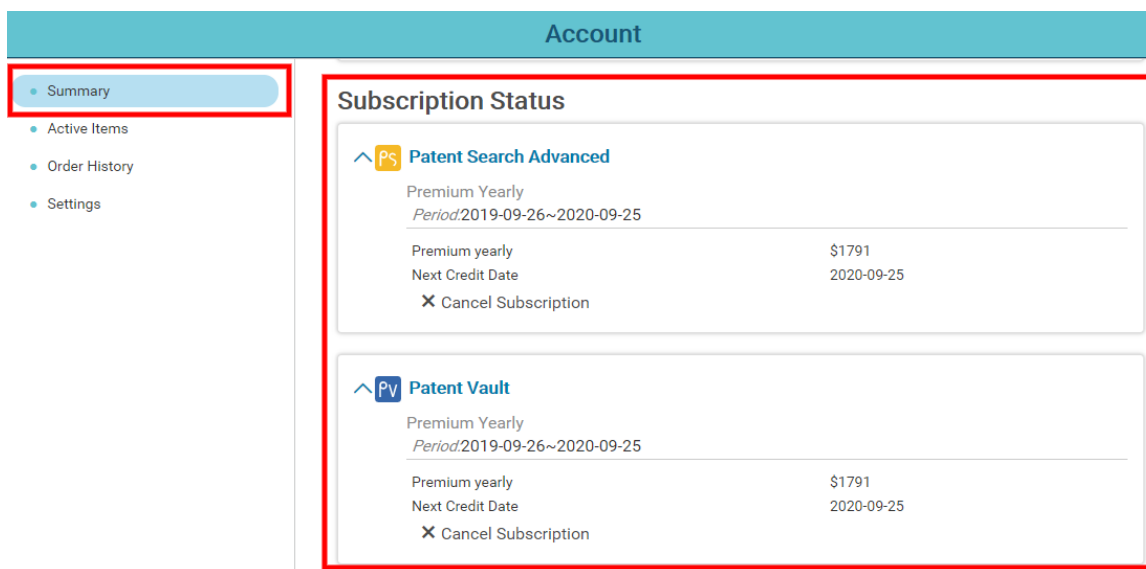 Account
Summary
Active Items
Order History
Settings
Subscription Status
PS Patent Search Advanced
Premium Yearly
Period:2019-09-26~2020-09-25
Premium yearly $1791
Next Credit Date 2020-09-25
Cancel Subscription
PV Patent Vault
Premium Yearly
Period:2019-09-26~2020-09-25
Premium yearly $1791
Next Credit Date 2020-09-25
Cancel Subscription